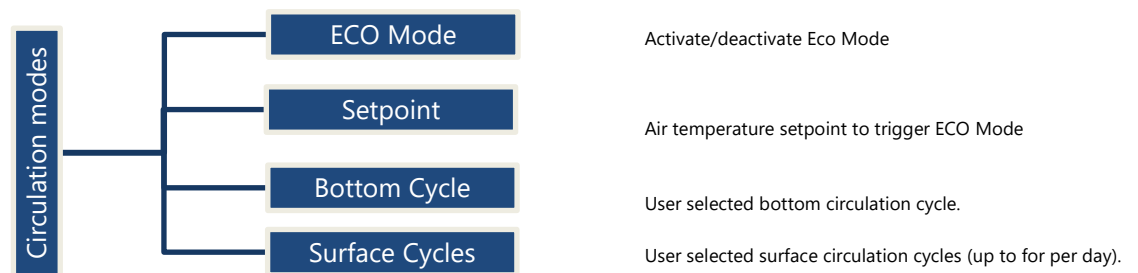 Circulation modes
ECO Mode
Activate/deactivate Eco Mode
Setpoint
Air temperature setpoint to trigger ECO Mode
Bottom Cycle
User selected bottom circulation cycle.
Surface Cycles
User selected surface circulation cycles (up to for per day).